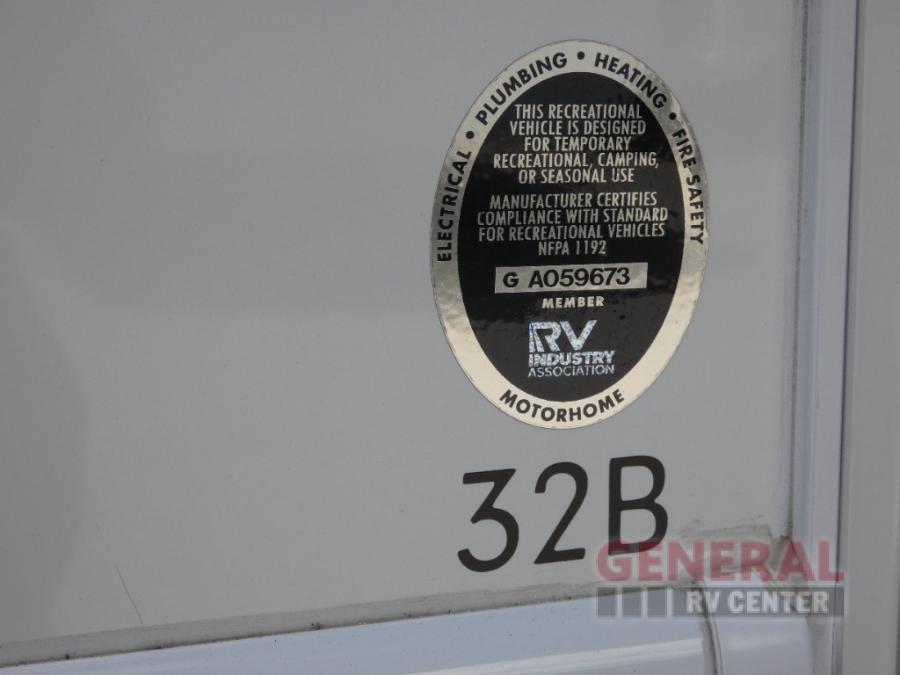 ELECTRICAL • PLUMBING • HEATING • FIRE SAFETY
THIS RECREATIONAL
VEHICLE IS DESIGNED
FOR TEMPORARY
RECREATIONAL, CAMPING,
OR SEASONAL USE
MANUFACTURER CERTIFIES
COMPLIANCE WITH STANDARD
FOR RECREATIONAL VEHICLES
NFPA 1192
G A059673
MEMBER
RV
INDUSTRY
ASSOCIATION
MOTORHOME
32B
GENERAL
RV CENTER